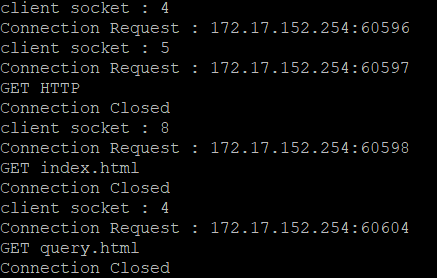 client socket : 4
Connection Request : 172.17.152.254:60596
client socket : 5
Connection Request : 172.17.152.254:60597
GET HTTP
Connection Closed
client socket : 8
Connection Request : 172.17.152.254:60598
GET index.html
Connection Closed
client socket : 4
Connection Request : 172.17.152.254:60604
GET query.html
Connection Closed